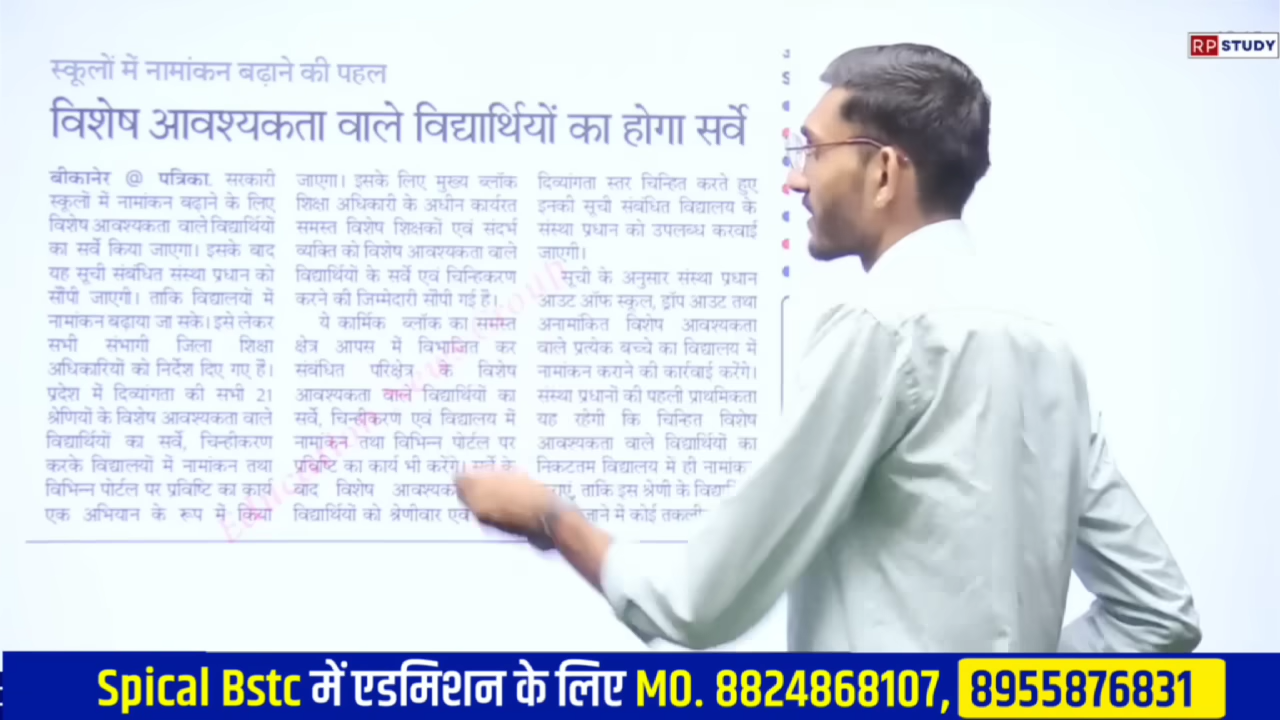 RP STUDY
स्कूलों में नामांकन बढ़ाने की पहल
विशेष आवश्यकता वाले विद्यार्थियों का होगा सर्वे
बीकानेर @ पत्रिका. सरकारी
स्कूलों में नामांकन बढ़ाने के लिए
विशेष आवश्यकता वाले विद्यार्थियों
का सर्वे किया जाएगा। इसके बाद
यह सूची संबंधित संस्था प्रधान को
सौंपी जाएगी। ताकि विद्यालयों में
नामांकन बढ़ाया जा सके। इसे लेकर
सभी संभागी जिला शिक्षा
अधिकारियों को निर्देश दिए गए हैं।
प्रदेश में दिव्यांगता की सभी 21
श्रेणियों के विशेष आवश्यकता वाले
विद्यार्थियों का सर्वे, चिन्हीकरण
करके विद्यालयों में नामांकन तथा
विभिन्न पोर्टल पर प्रविष्टि का कार्य
एक अभियान के रूप में किया
जाएगा। इसके लिए मुख्य ब्लॉक
शिक्षा अधिकारी के अधीन कार्यरत
समस्त विशेष शिक्षकों एवं संदर्भ
व्यक्ति को विशेष आवश्यकता वाले
विद्यार्थियों के सर्वे एवं चिन्हिकरण
करने की जिम्मेदारी सौंपी गई है।
ये कार्मिक ब्लॉक का समस्त
क्षेत्र आपस में विभाजित कर
संबंधित परिक्षेत्र के विशेष
आवश्यकता वाले विद्यार्थियों का
सर्वे, चिन्हीकरण एवं विद्यालय में
नामांकन तथा विभिन्न पोर्टल पर
प्रविष्टि का कार्य भी करेंगे। सर्वे के
बाद विशेष
विद्यार्थियों को श्रेणीवार एवं
दिव्यांगता स्तर चिन्हित करते हुए
इनकी सूची संबंधित विद्यालय के
संस्था प्रधान को उपलब्ध करवाई
जाएगी।
सूची के अनुसार संस्था प्रधान
आउट ऑफ स्कूल, ड्रॉप आउट तथा
अनामांकित विशेष आवश्यकता
वाले प्रत्येक बच्चे का विद्यालय में
नामांकन कराने की कार्रवाई करेंगे।
संस्था प्रधानों की पहली प्राथमिकता
यह रहेगी कि चिन्हित विशेष
आवश्यकता वाले विद्यार्थियों का
निकटतम विद्यालय में ही
ताकि इस श्रेणी के
जाने में कोई
Spical Bstc में एडमिशन के लिए MO. 8824868107, 8955876831